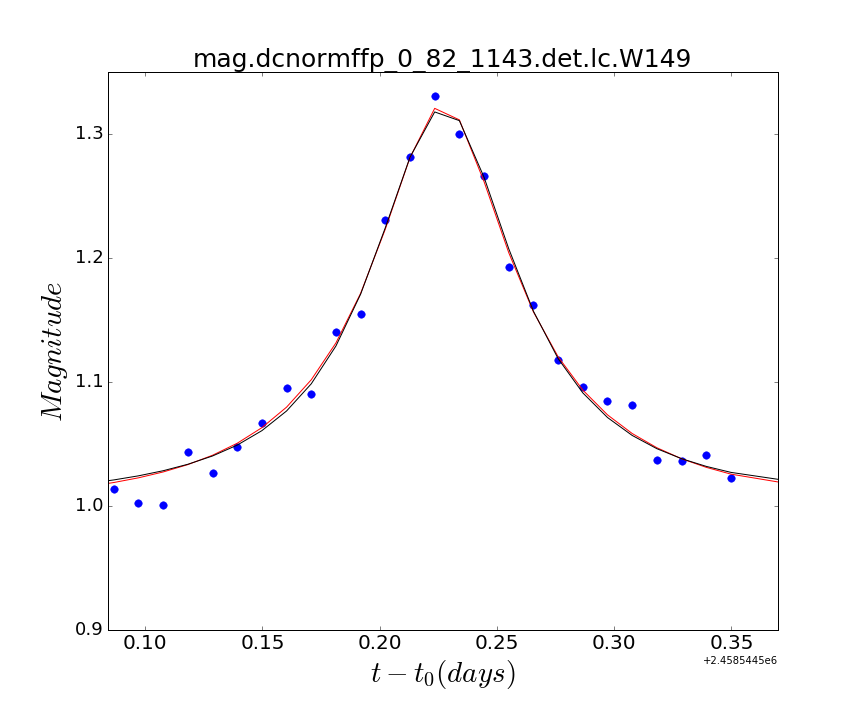 mag.dcnormffp_0_82_1143.det.lc.W149
1.3
1.2
1.1
1.0
0.9
Magnitude
0.10 0.15 0.20 0.25 0.30 0.35
+2.4585445e6
t − t₀(days)